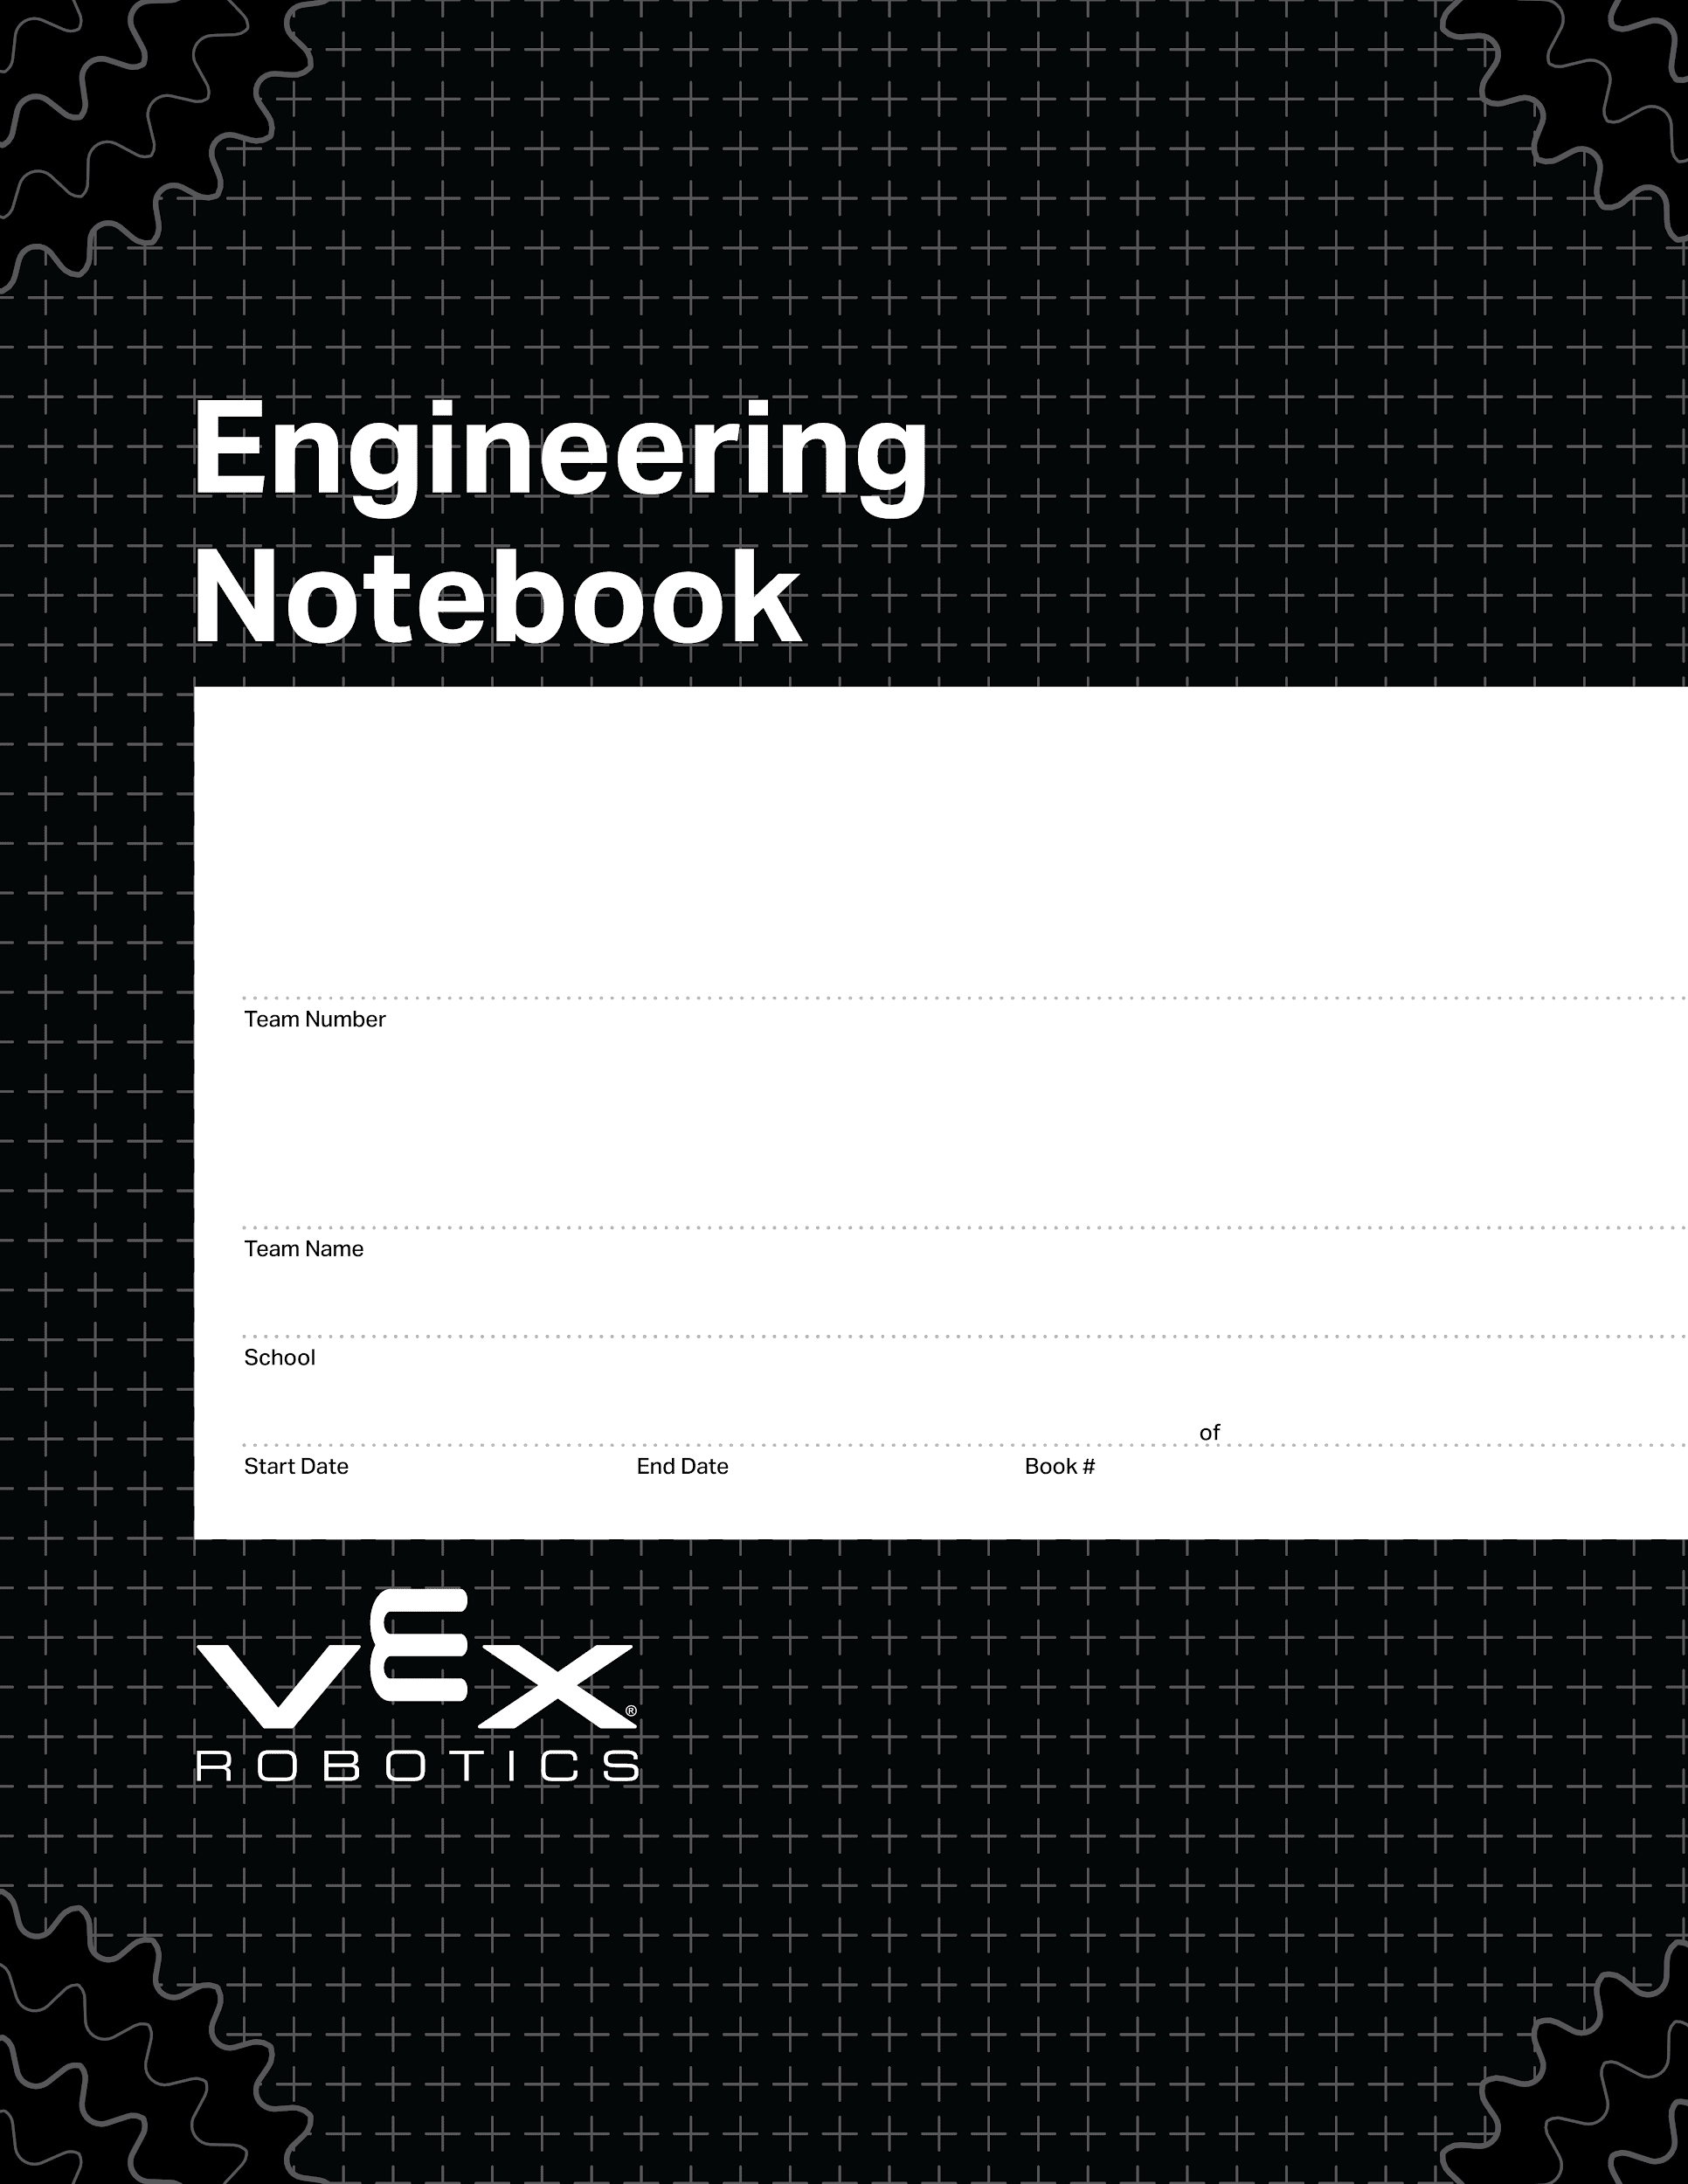 Engineering
Notebook
Team Number
Team Name
School
of
Start Date End Date Book #
VEX®
ROBOTICS